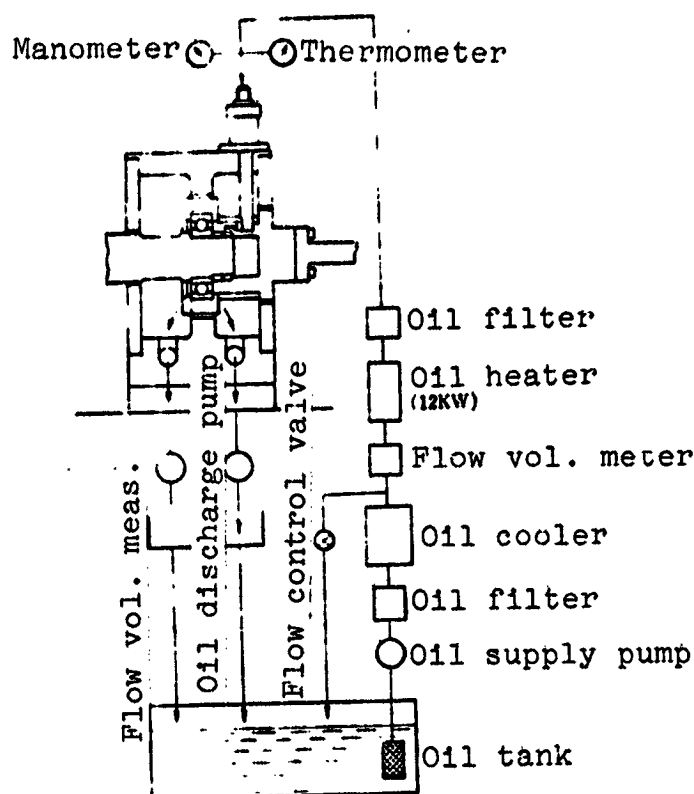 Manometer
Thermometer
Oil filter
Oil heater
(12KW)
Flow vol. meter
Oil cooler
Oil filter
Oil supply pump
Oil tank
Flow vol. meas.
Oil discharge pump
Flow control valve